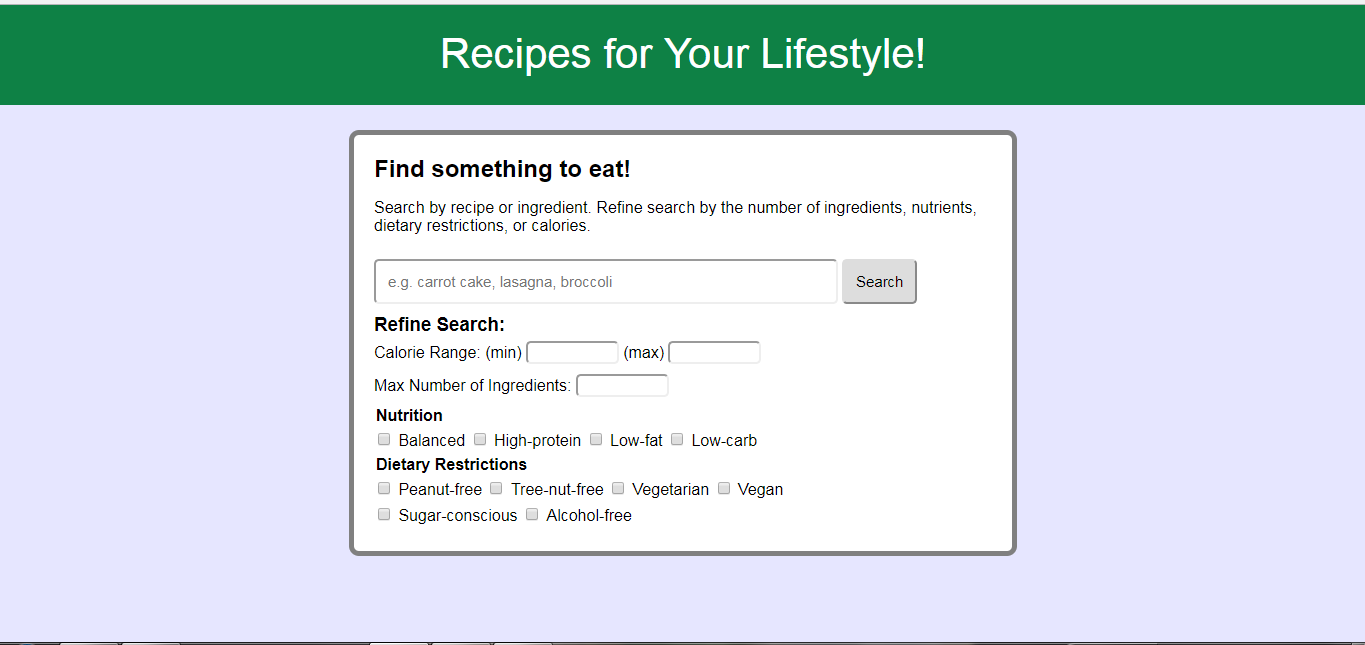 Recipes for Your Lifestyle!
Find something to eat!
Search by recipe or ingredient. Refine search by the number of ingredients, nutrients,
dietary restrictions, or calories.
e.g. carrot cake, lasagna, broccoli Search
Refine Search:
Calorie Range: (min) (max)
Max Number of Ingredients:
Nutrition
Balanced High-protein Low-fat Low-carb
Dietary Restrictions
Peanut-free Tree-nut-free Vegetarian Vegan
Sugar-conscious Alcohol-free